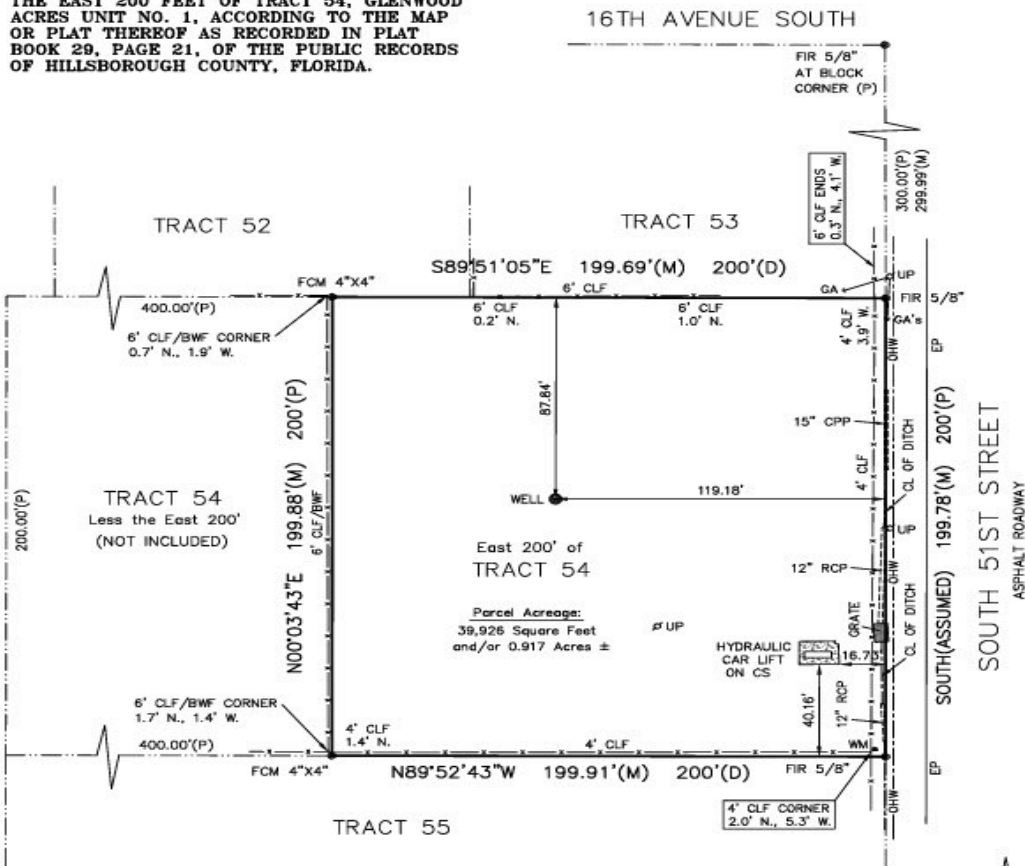 THE EAST 200 FEET OF TRACT 54, GLENWOOD
ACRES UNIT NO. 1, ACCORDING TO THE MAP
OR PLAT THEREOF AS RECORDED IN PLAT
BOOK 29, PAGE 21, OF THE PUBLIC RECORDS
OF HILLSBOROUGH COUNTY, FLORIDA.
16TH AVENUE SOUTH
FIR 5/8"
AT BLOCK
CORNER (P)
300.00'(P)
299.99'(M)
6' CLF ENDS
0.3' N., 4.1' W.
TRACT 52
TRACT 53
S89°51'05"E 199.69'(M) 200'(D)
FCM 4"X4"
6' CLF
GA
UP
FIR 5/8"
400.00'(P)
6' CLF
0.2' N.
6' CLF
1.0' N.
4' CLF
3.9' W.
GA's
OHW
EP
6' CLF/BWF CORNER
0.7' N., 1.9' W.
87.84'
15" CPP
CL OF DITCH
4' CLF
N00°03'43"E 199.88'(M) 200'(P)
6' CLF/BWF
200.00'(P)
TRACT 54
Less the East 200'
(NOT INCLUDED)
WELL
119.18'
UP
East 200' of
TRACT 54
12" RCP
OHW
Parcel Acreage:
39,926 Square Feet
and/or 0.917 Acres ±
UP
GRATE
CL OF DITCH
HYDRAULIC
CAR LIFT
ON CS
16.73'
40.16'
12" RCP
SOUTH(ASSUMED) 199.78'(M) 200'(P)
SOUTH 51ST STREET
ASPHALT ROADWAY
6' CLF/BWF CORNER
1.7' N., 1.4' W.
400.00'(P)
4' CLF
1.4' N.
4' CLF
WM
FCM 4"X4"
N89°52'43"W 199.91'(M) 200'(D)
FIR 5/8"
EP
OHW
4' CLF CORNER
2.0' N., 5.3' W.
TRACT 55